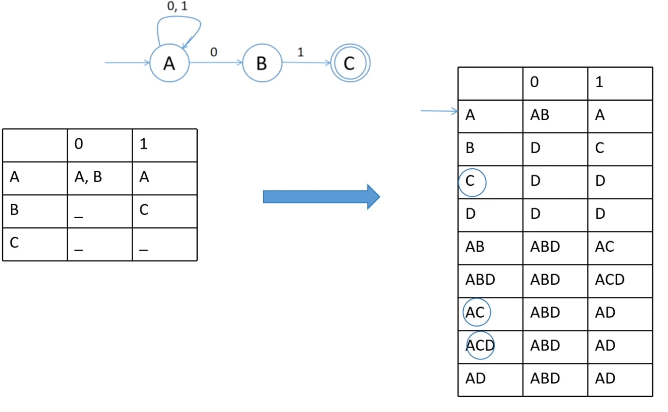 0, 1
A 0 B 1 C
0 1
A A, B A
B _ C
C _ _
0 1
A AB A
B D C
C D D
D D D
AB ABD AC
ABD ABD ACD
AC ABD AD
ACD ABD AD
AD ABD AD